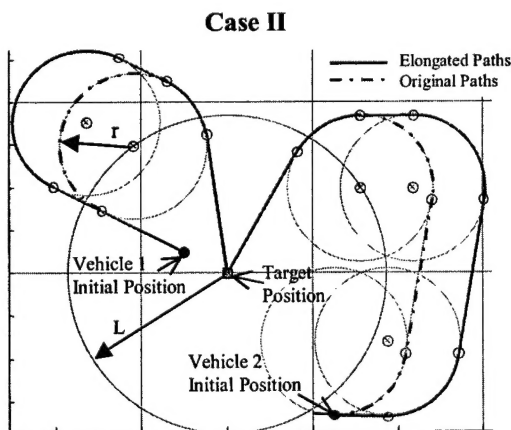 Case II
Elongated Paths
Original Paths
r
Vehicle 1
Initial Position
Target
Position
L
Vehicle 2
Initial Position